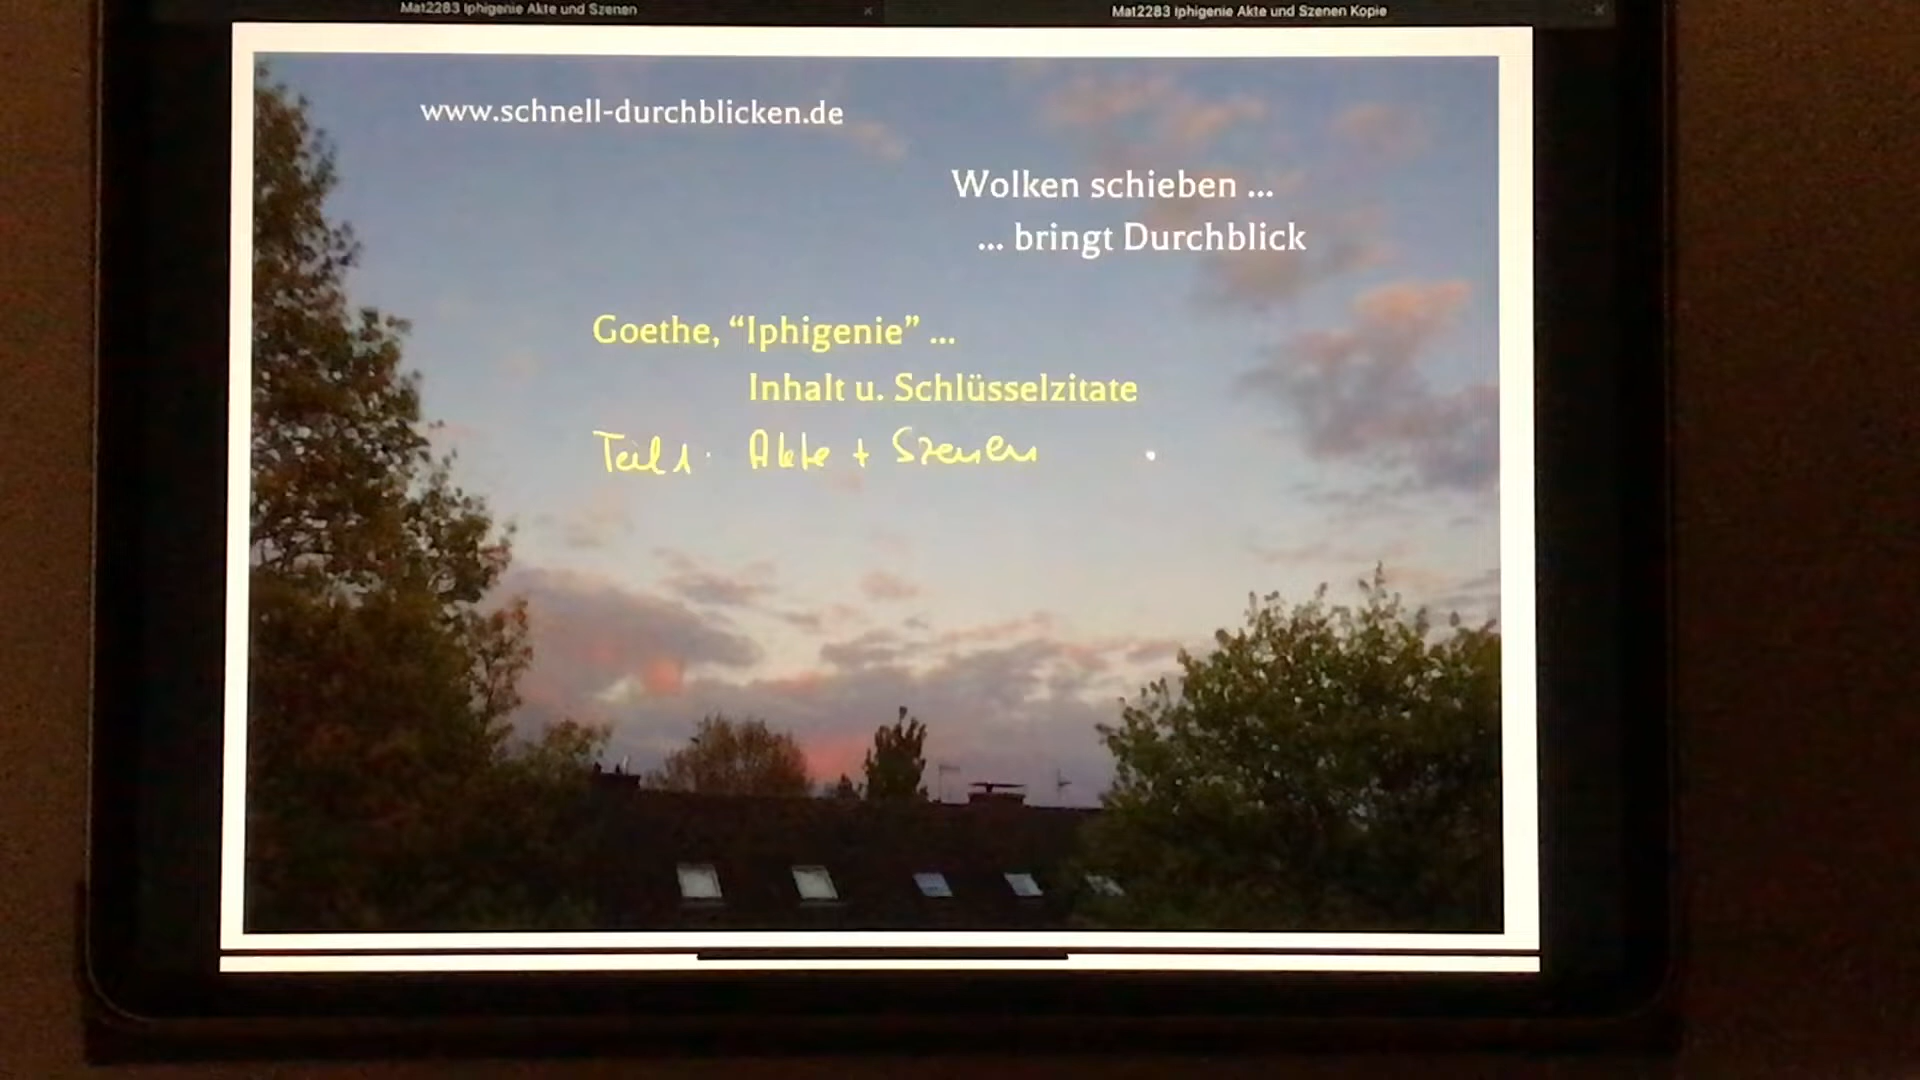 Mat2283 Iphigenie Akte und Szenen
Mat2283 Iphigenie Akte und Szenen Kopie
www.schnell-durchblicken.de
Wolken schieben ...
... bringt Durchblick
Goethe, “Iphigenie” ...
Inhalt u. Schlüsselzitate
Teil 1: Akte + Szenen